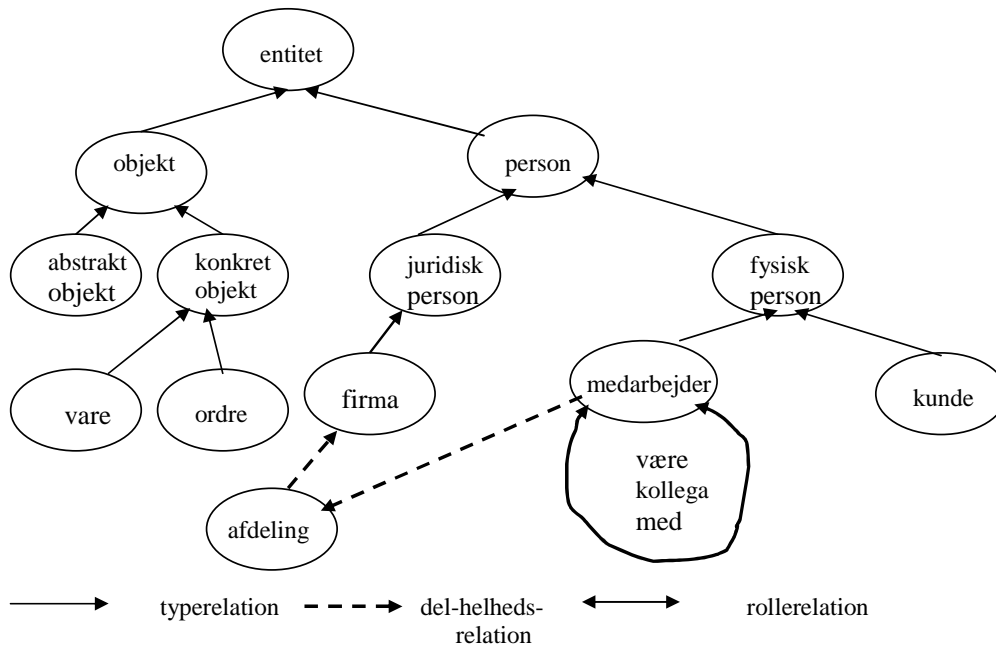 entitet
objekt
person
abstrakt
objekt
konkret
objekt
juridisk
person
fysisk
person
vare
ordre
firma
medarbejder
kunde
være
kollega
med
afdeling
typerelation
del-helheds-
relation
rollerelation